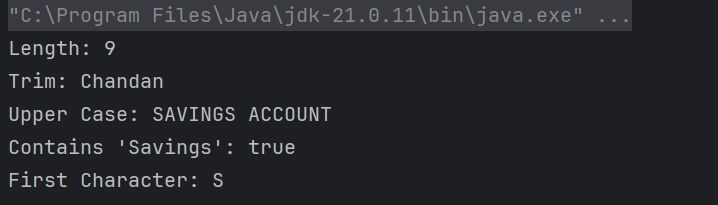 "C:\Program Files\Java\jdk-21.0.11\bin\java.exe" ...
Length: 9
Trim: Chandan
Upper Case: SAVINGS ACCOUNT
Contains 'Savings': true
First Character: S